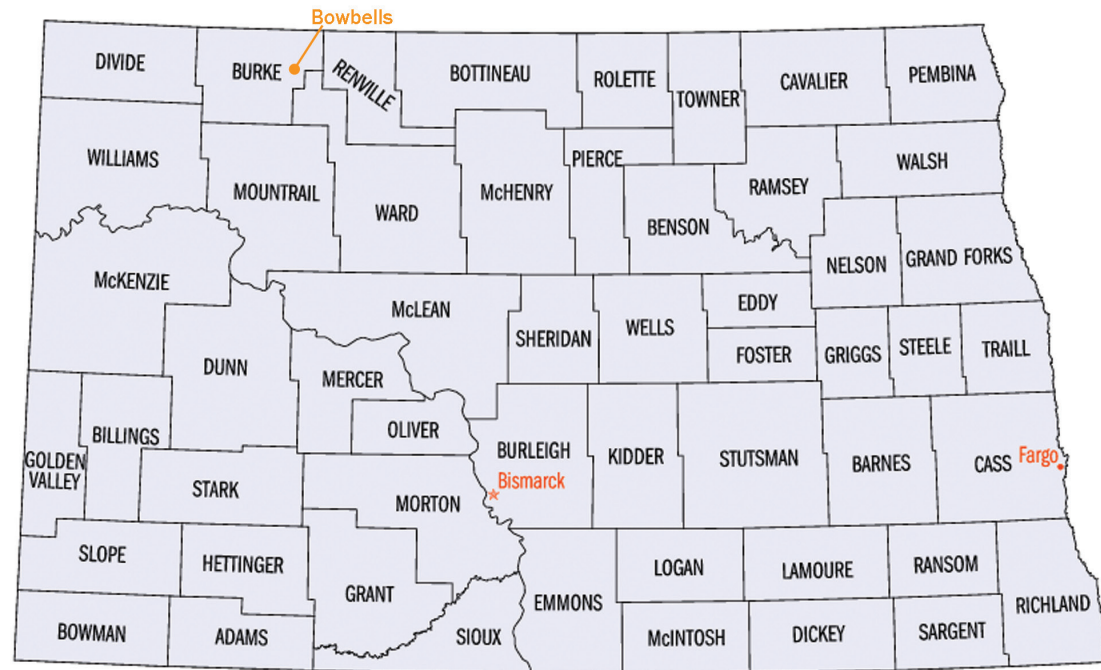 Bowbells
DIVIDE
BURKE
RENVILLE
BOTTINEAU
ROLETTE
TOWNER
CAVALIER
PEMBINA
WILLIAMS
MOUNTRAIL
WARD
McHENRY
PIERCE
BENSON
RAMSEY
WALSH
McKENZIE
McLEAN
SHERIDAN
WELLS
EDDY
FOSTER
NELSON
GRAND FORKS
DUNN
MERCER
OLIVER
GRIGGS
STEELE
TRAILL
GOLDEN
VALLEY
BILLINGS
STARK
MORTON
BURLEIGH
Bismarck
KIDDER
STUTSMAN
BARNES
CASS
Fargo
SLOPE
HETTINGER
GRANT
EMMONS
LOGAN
LAMOURE
RANSOM
RICHLAND
BOWMAN
ADAMS
SIOUX
McINTOSH
DICKEY
SARGENT